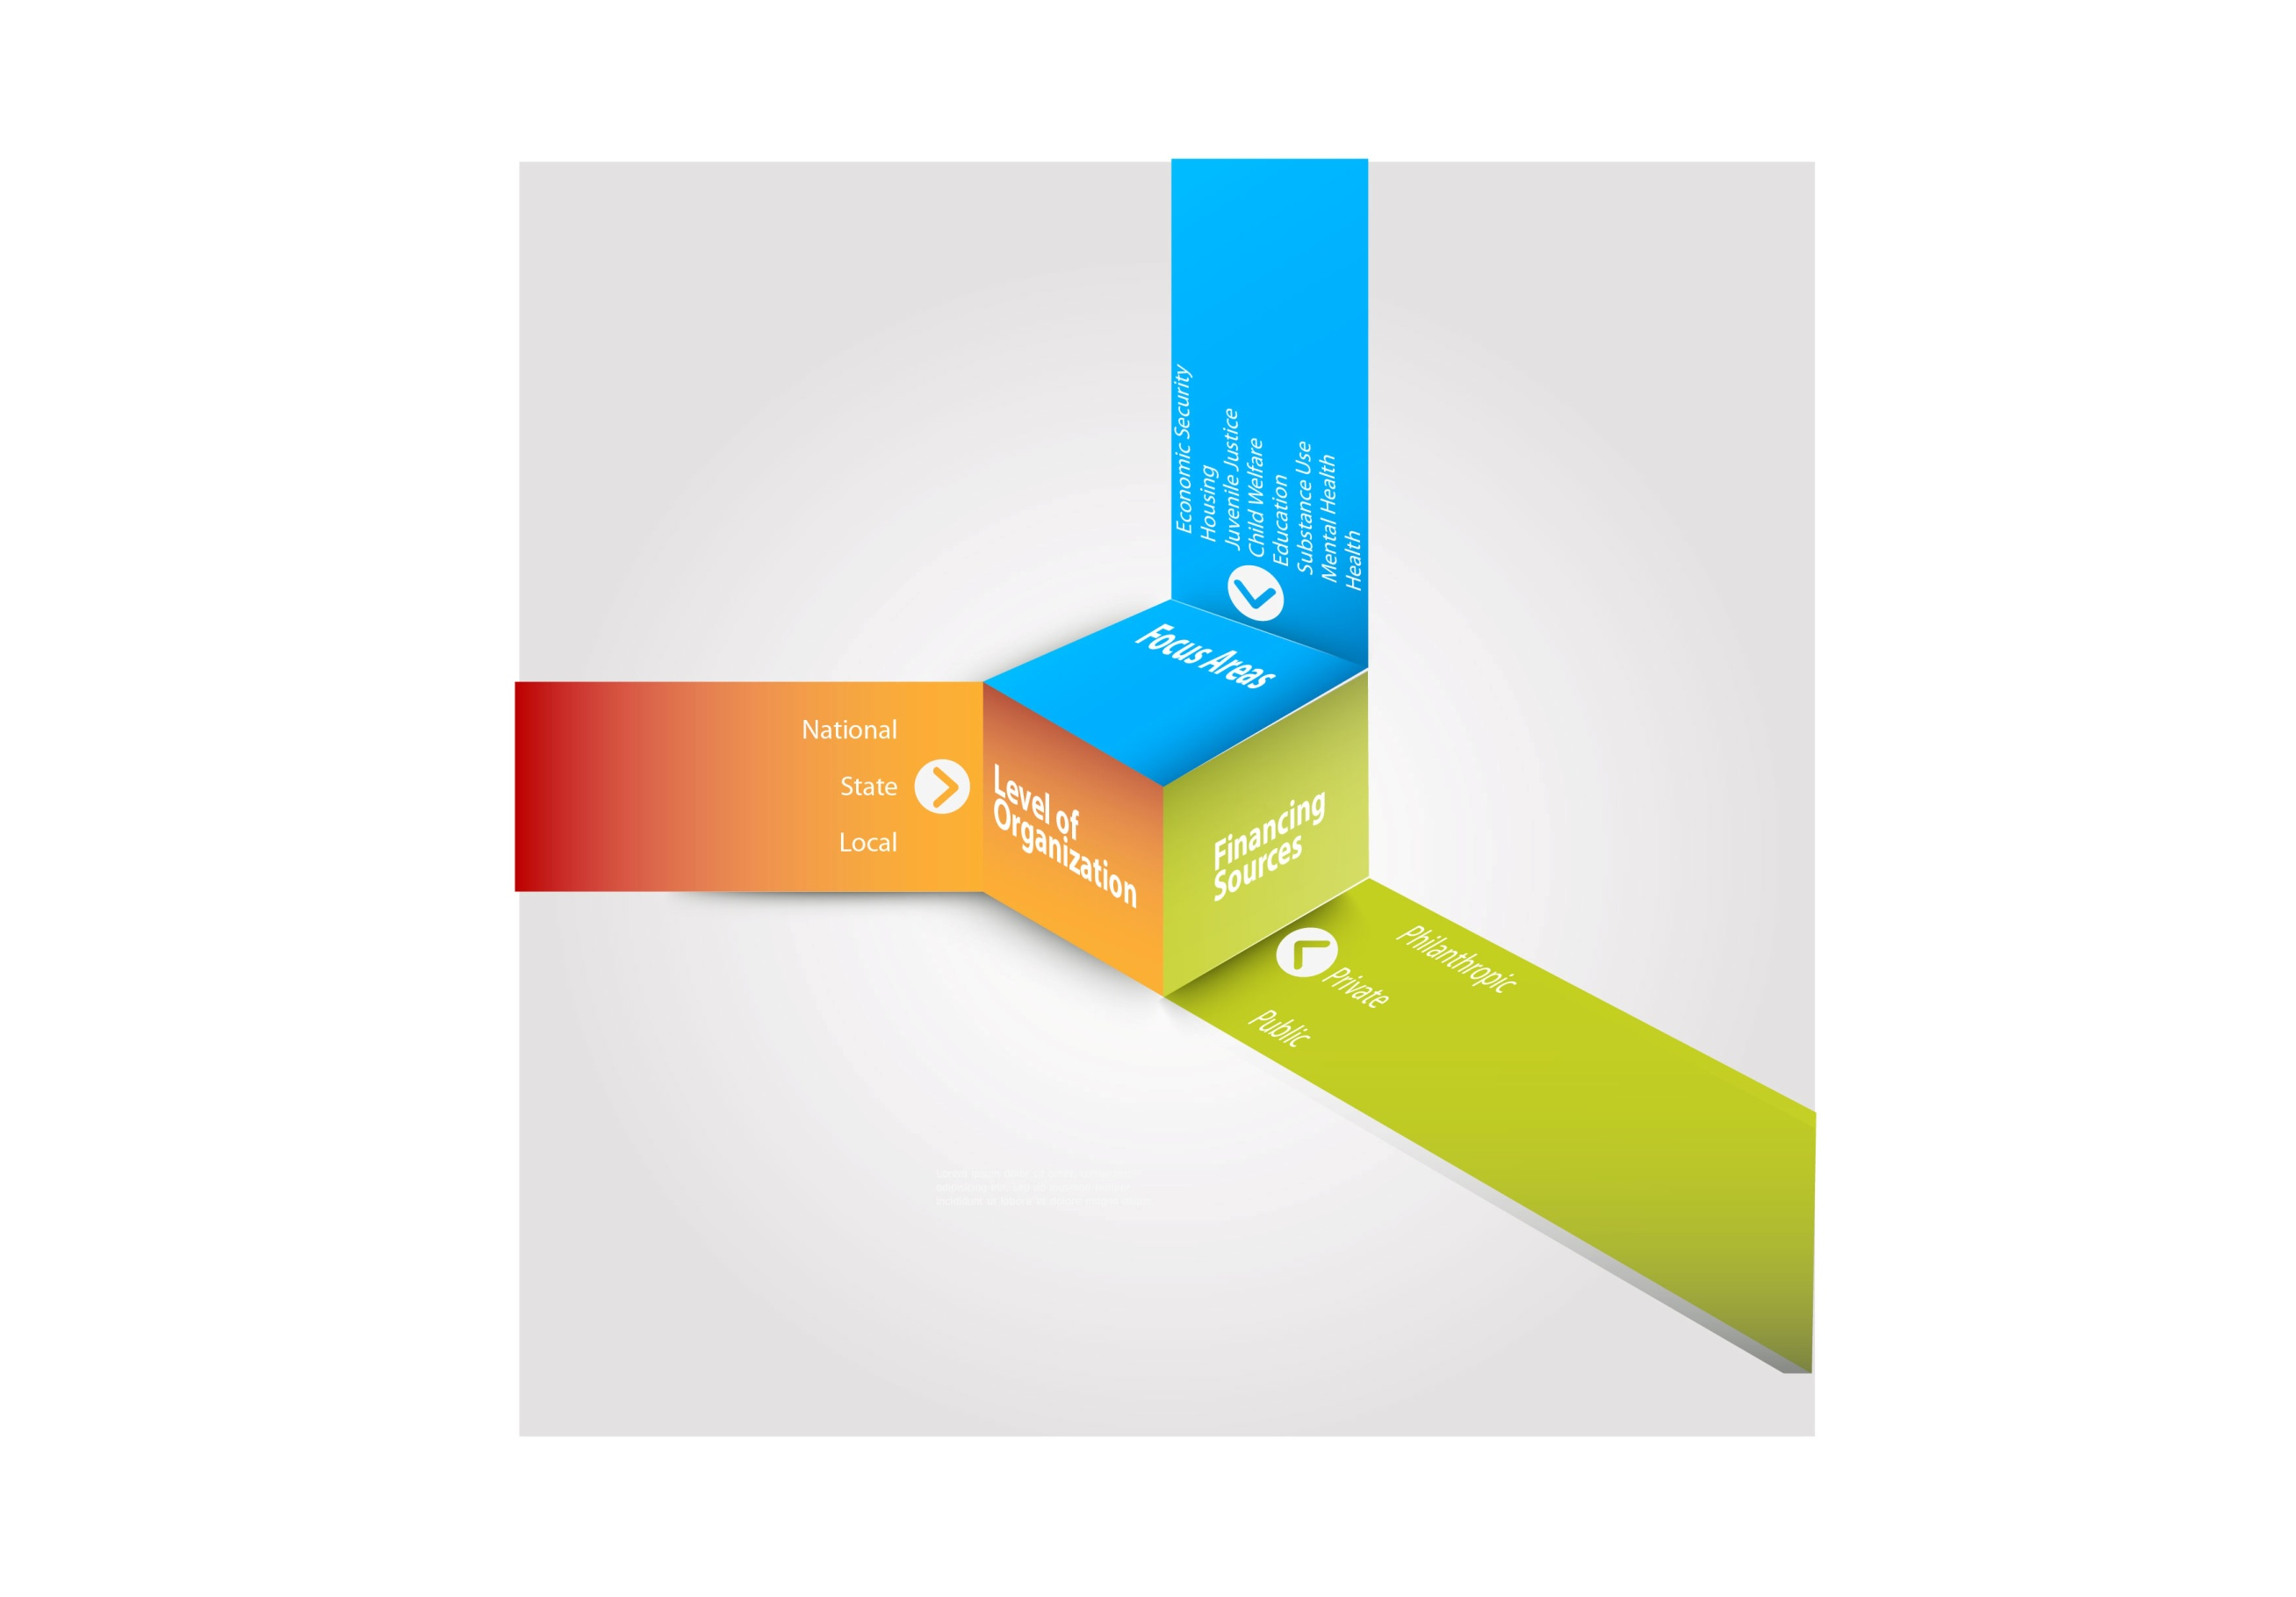 Economic Security
Housing
Juvenile Justice
Child Welfare
Education
Substance Use
Mental Health
Health
Focus Areas
National
State
Local
Level of
Organization
Financing
Sources
Philanthropic
Private
Public